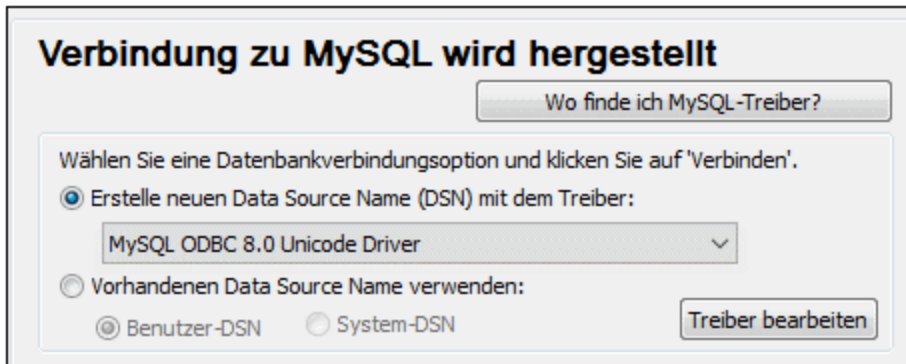 Verbindung zu MySQL wird hergestellt
Wo finde ich MySQL-Treiber?
Wählen Sie eine Datenbankverbindungsoption und klicken Sie auf 'Verbinden'.
Erstelle neuen Data Source Name (DSN) mit dem Treiber:
MySQL ODBC 8.0 Unicode Driver
Vorhandenen Data Source Name verwenden:
Benutzer-DSN System-DSN Treiber bearbeiten